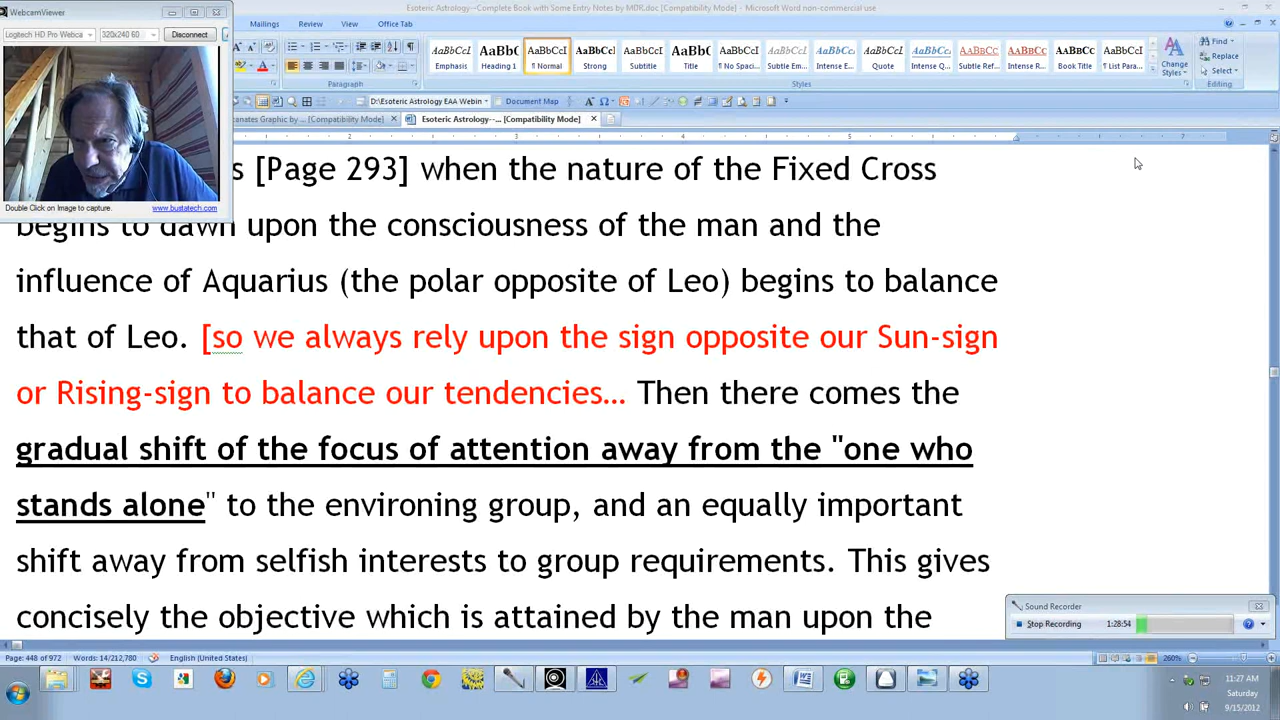 WebcamViewer
Esoteric Astrology--Complete Book with Some Entry Notes by MDR.doc [Compatibility Mode] - Microsoft Word non-commercial use
Logitech HD Pro Webca
320x240 60
Disconnect
Mailings Review View Office Tab
AaBbCcI AaBbC AaBbCcI AaBbCc AaBbCcI AaBbC AaBbCcI AaBbCcI AaBbCcI AaBbCcI AaBbCcI AaBbCcI AaBbCcI AaBbCc AaBbCcI
Emphasis Heading 1 ¶ Normal Strong Subtitle Title ¶ No Spaci... Subtle Em... Intense E... Quote Intense Q... Subtle Ref... Intense R... Book Title ¶ List Para...
Change Styles
Find
Replace
Select
Paragraph Styles Editing
D:\Esoteric Astrology EAA Webin
Document Map
anates Graphic by ... [Compatibility Mode]
Esoteric Astrology--... [Compatibility Mode]
2 3 4 5 7
Double Click on Image to capture.
www.bustatech.com
s [Page 293] when the nature of the Fixed Cross
begins to dawn upon the consciousness of the man and the
influence of Aquarius (the polar opposite of Leo) begins to balance
that of Leo. [so we always rely upon the sign opposite our Sun-sign
or Rising-sign to balance our tendencies… Then there comes the
gradual shift of the focus of attention away from the "one who
stands alone" to the environing group, and an equally important
shift away from selfish interests to group requirements. This gives
concisely the objective which is attained by the man upon the
Sound Recorder
Stop Recording
1:28:54
Page: 448 of 972
Words: 14/212,780
English (United States)
260%
11:27 AM
Saturday
9/15/2012